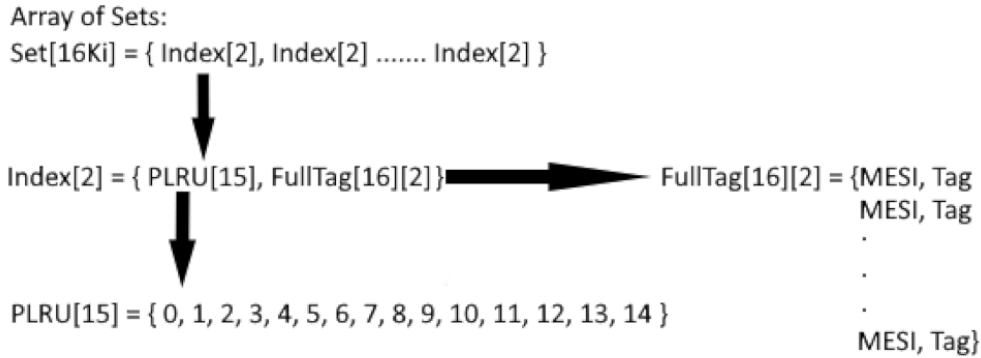 Array of Sets:
Set[16Ki] = { Index[2], Index[2] ....... Index[2] }
Index[2] = { PLRU[15], FullTag[16][2] }
FullTag[16][2] = {MESI, Tag
MESI, Tag
.
.
.
MESI, Tag}
PLRU[15] = { 0, 1, 2, 3, 4, 5, 6, 7, 8, 9, 10, 11, 12, 13, 14 }